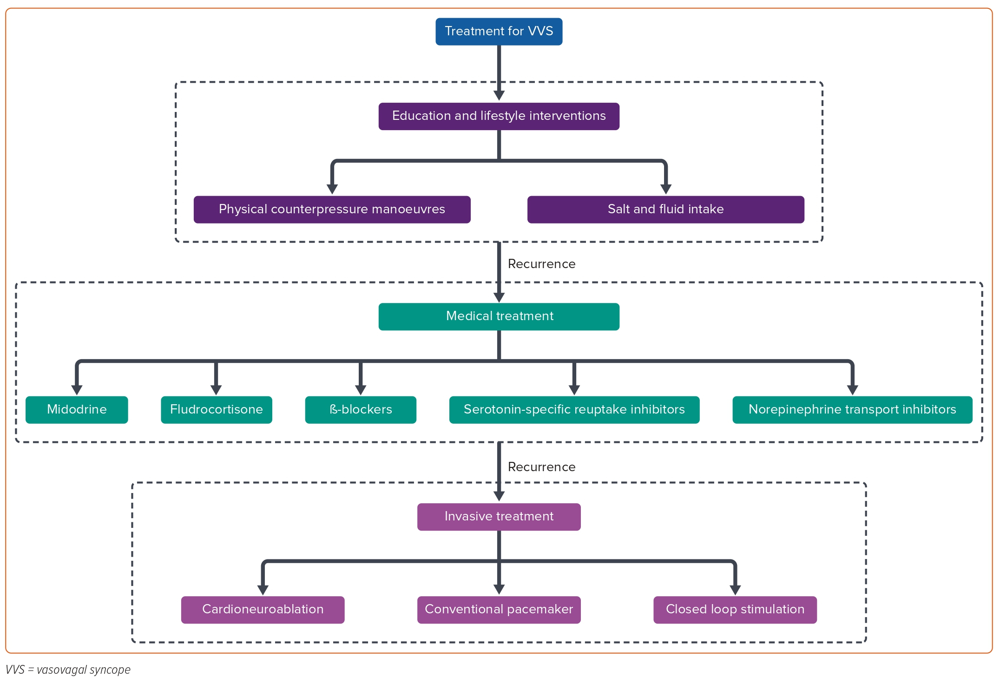 Treatment for VVS
Education and lifestyle interventions
Physical counterpressure manoeuvres
Salt and fluid intake
Recurrence
Medical treatment
Midodrine
Fludrocortisone
ß-blockers
Serotonin-specific reuptake inhibitors
Norepinephrine transport inhibitors
Recurrence
Invasive treatment
Cardioneuroablation
Conventional pacemaker
Closed loop stimulation
VVS = vasovagal syncope